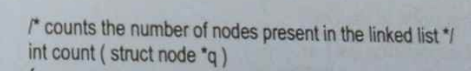 /* counts the number of nodes present in the linked list */
int count ( struct node *q )